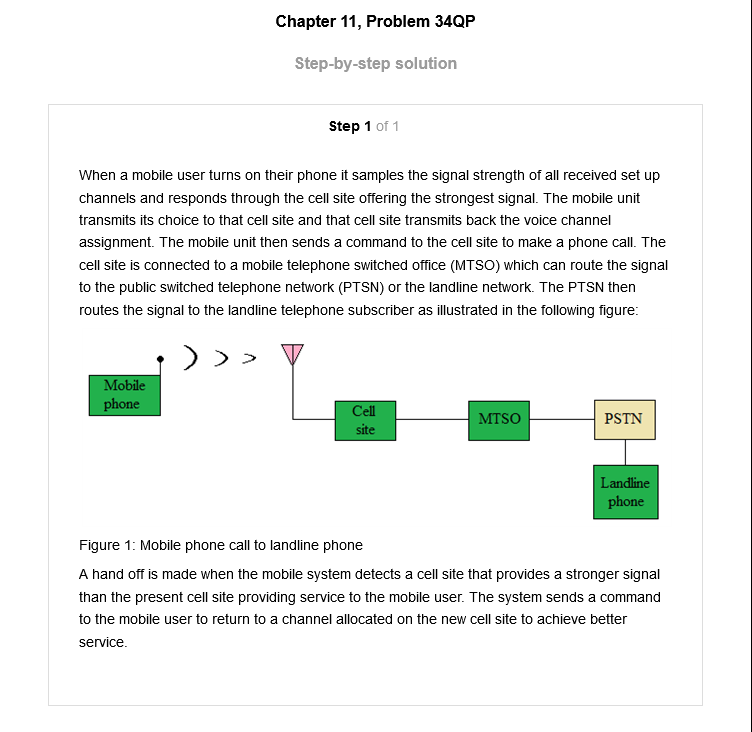 Chapter 11, Problem 34QP
Step-by-step solution
Step 1 of 1
When a mobile user turns on their phone it samples the signal strength of all received set up
channels and responds through the cell site offering the strongest signal. The mobile unit
transmits its choice to that cell site and that cell site transmits back the voice channel
assignment. The mobile unit then sends a command to the cell site to make a phone call. The
cell site is connected to a mobile telephone switched office (MTSO) which can route the signal
to the public switched telephone network (PTSN) or the landline network. The PTSN then
routes the signal to the landline telephone subscriber as illustrated in the following figure:
Mobile
phone
Cell
site
MTSO
PSTN
Landline
phone
Figure 1: Mobile phone call to landline phone
A hand off is made when the mobile system detects a cell site that provides a stronger signal
than the present cell site providing service to the mobile user. The system sends a command
to the mobile user to return to a channel allocated on the new cell site to achieve better
service.